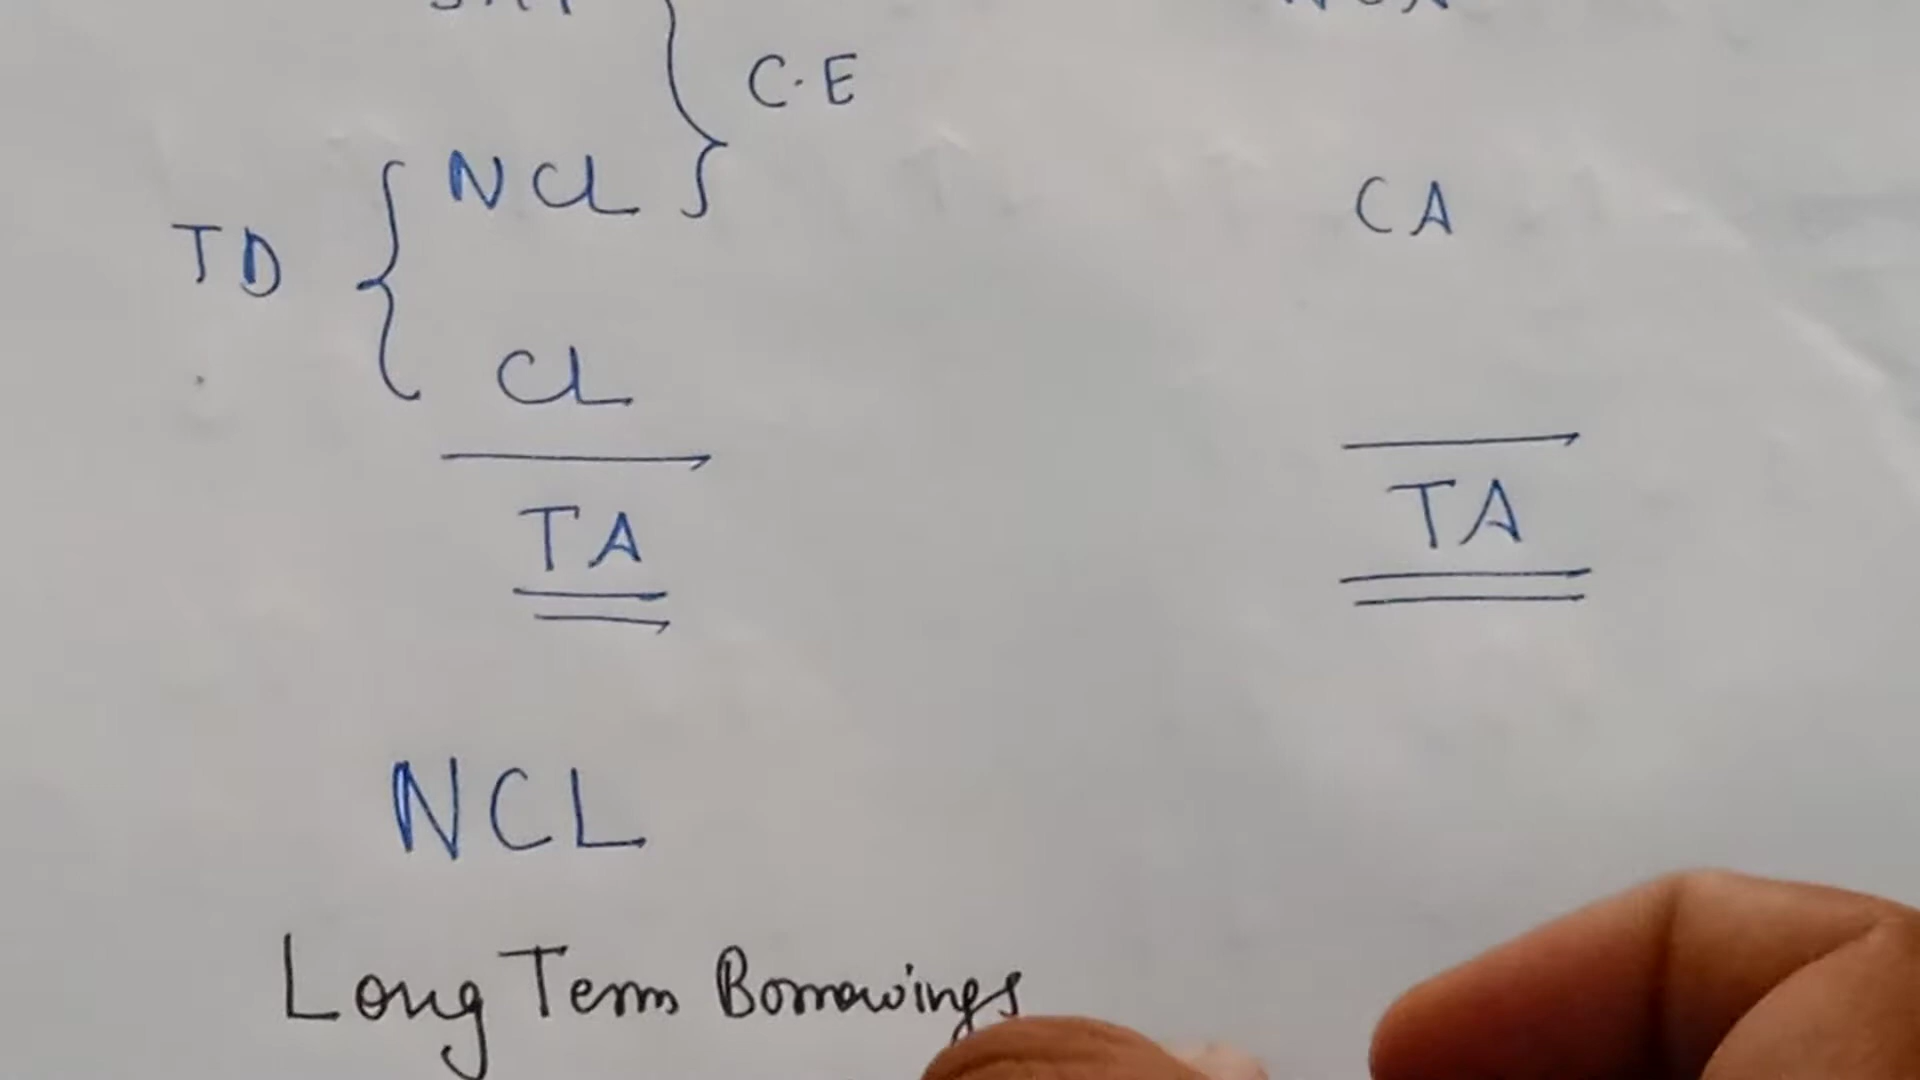 C.E
NCL
CA
TD
CL
TA
TA
NCL
Long Term Borrowings